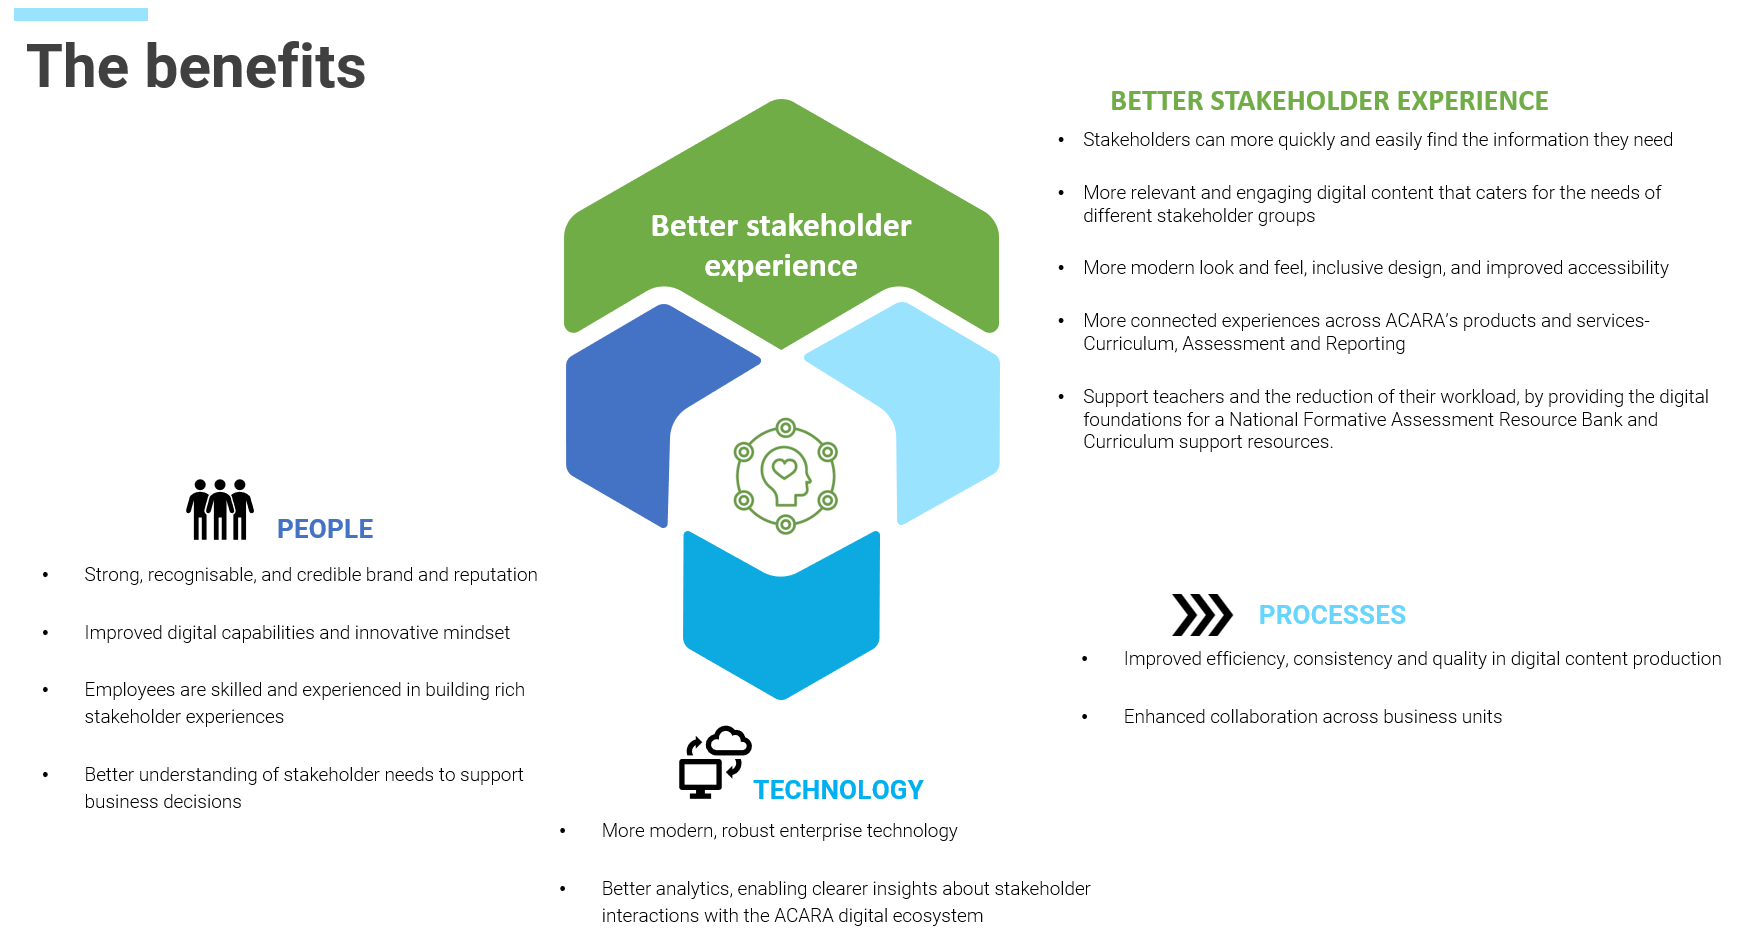 The benefits
Better stakeholder
experience
BETTER STAKEHOLDER EXPERIENCE
• Stakeholders can more quickly and easily find the information they need
• More relevant and engaging digital content that caters for the needs of
different stakeholder groups
• More modern look and feel, inclusive design, and improved accessibility
• More connected experiences across ACARA’s products and services-
Curriculum, Assessment and Reporting
• Support teachers and the reduction of their workload, by providing the digital
foundations for a National Formative Assessment Resource Bank and
Curriculum support resources.
PEOPLE
• Strong, recognisable, and credible brand and reputation
• Improved digital capabilities and innovative mindset
• Employees are skilled and experienced in building rich
stakeholder experiences
• Better understanding of stakeholder needs to support
business decisions
PROCESSES
• Improved efficiency, consistency and quality in digital content production
• Enhanced collaboration across business units
TECHNOLOGY
• More modern, robust enterprise technology
• Better analytics, enabling clearer insights about stakeholder
interactions with the ACARA digital ecosystem